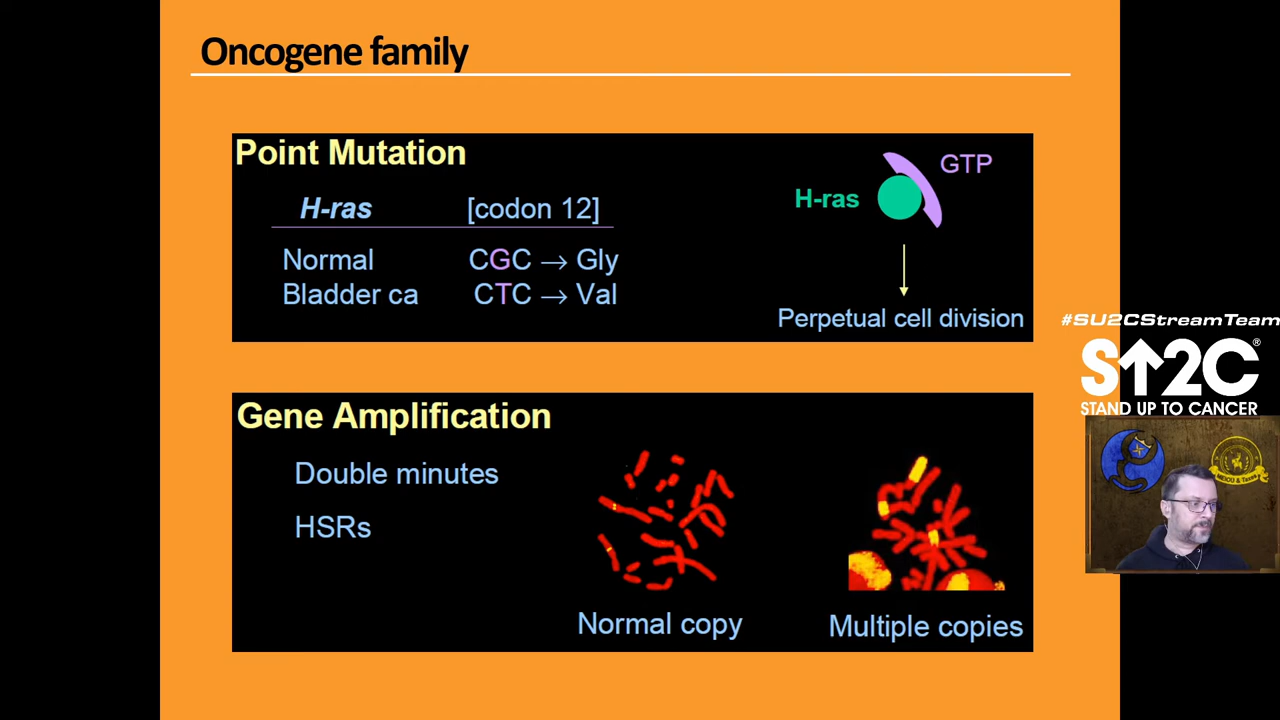 Oncogene family
Point Mutation
H-ras [codon 12]
Normal CGC → Gly
Bladder ca CTC → Val
GTP
H-ras
Perpetual cell division
Gene Amplification
Double minutes
HSRs
Normal copy
Multiple copies
#SU2CStreamTeam
S↑2C®
STAND UP TO CANCER